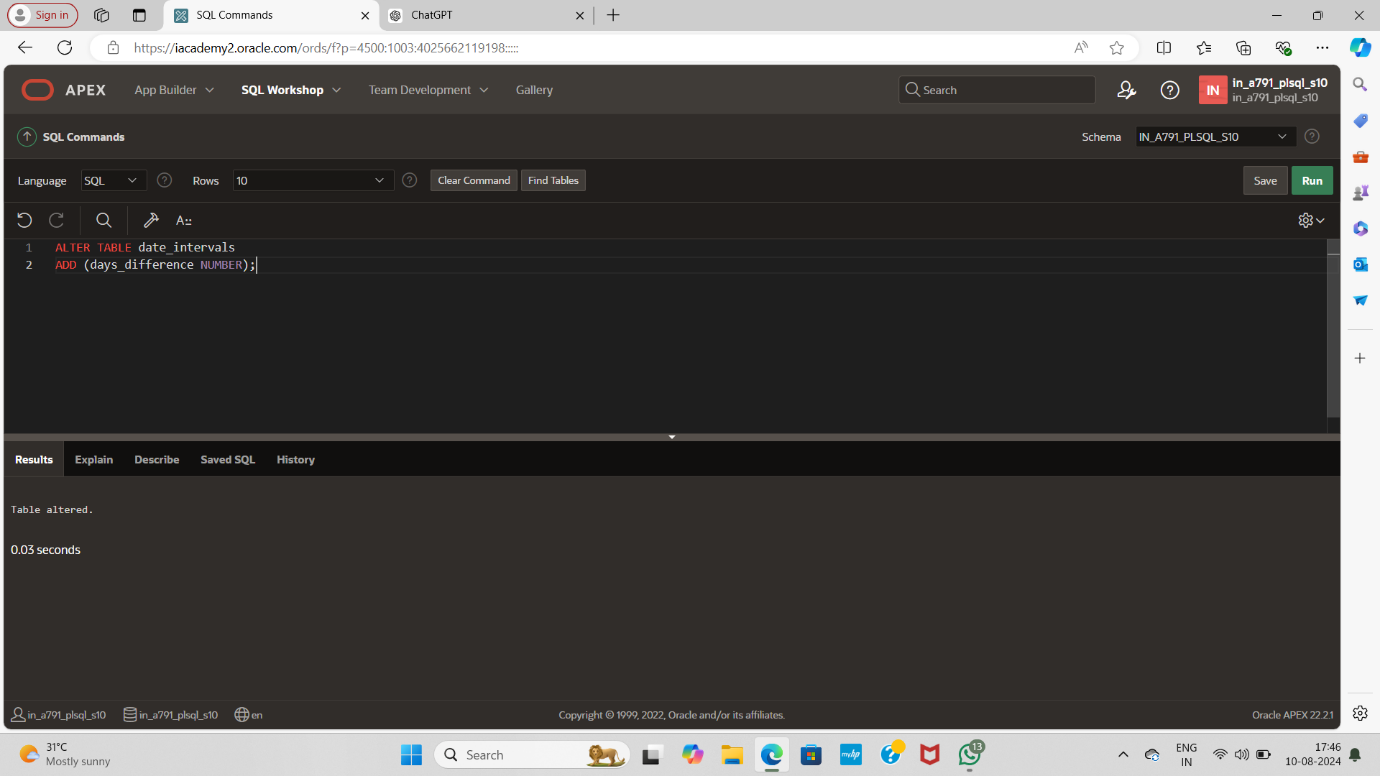 Sign in
SQL Commands
ChatGPT
https://iacademy2.oracle.com/ords/f?p=4500:1003:4025662119198:::::
APEX
App Builder
SQL Workshop
Team Development
Gallery
Search
IN
in_a791_plsql_s10
in_a791_plsql_s10
SQL Commands
Schema
IN_A791_PLSQL_S10
Language
SQL
Rows
10
Clear Command
Find Tables
Save
Run
1 ALTER TABLE date_intervals
2 ADD (days_difference NUMBER);
Results
Explain
Describe
Saved SQL
History
Table altered.
0.03 seconds
in_a791_plsql_s10
in_a791_plsql_s10
en
Copyright © 1999, 2022, Oracle and/or its affiliates.
Oracle APEX 22.2.1
31°C
Mostly sunny
Search
myhp
13
ENG
IN
17:46
10-08-2024